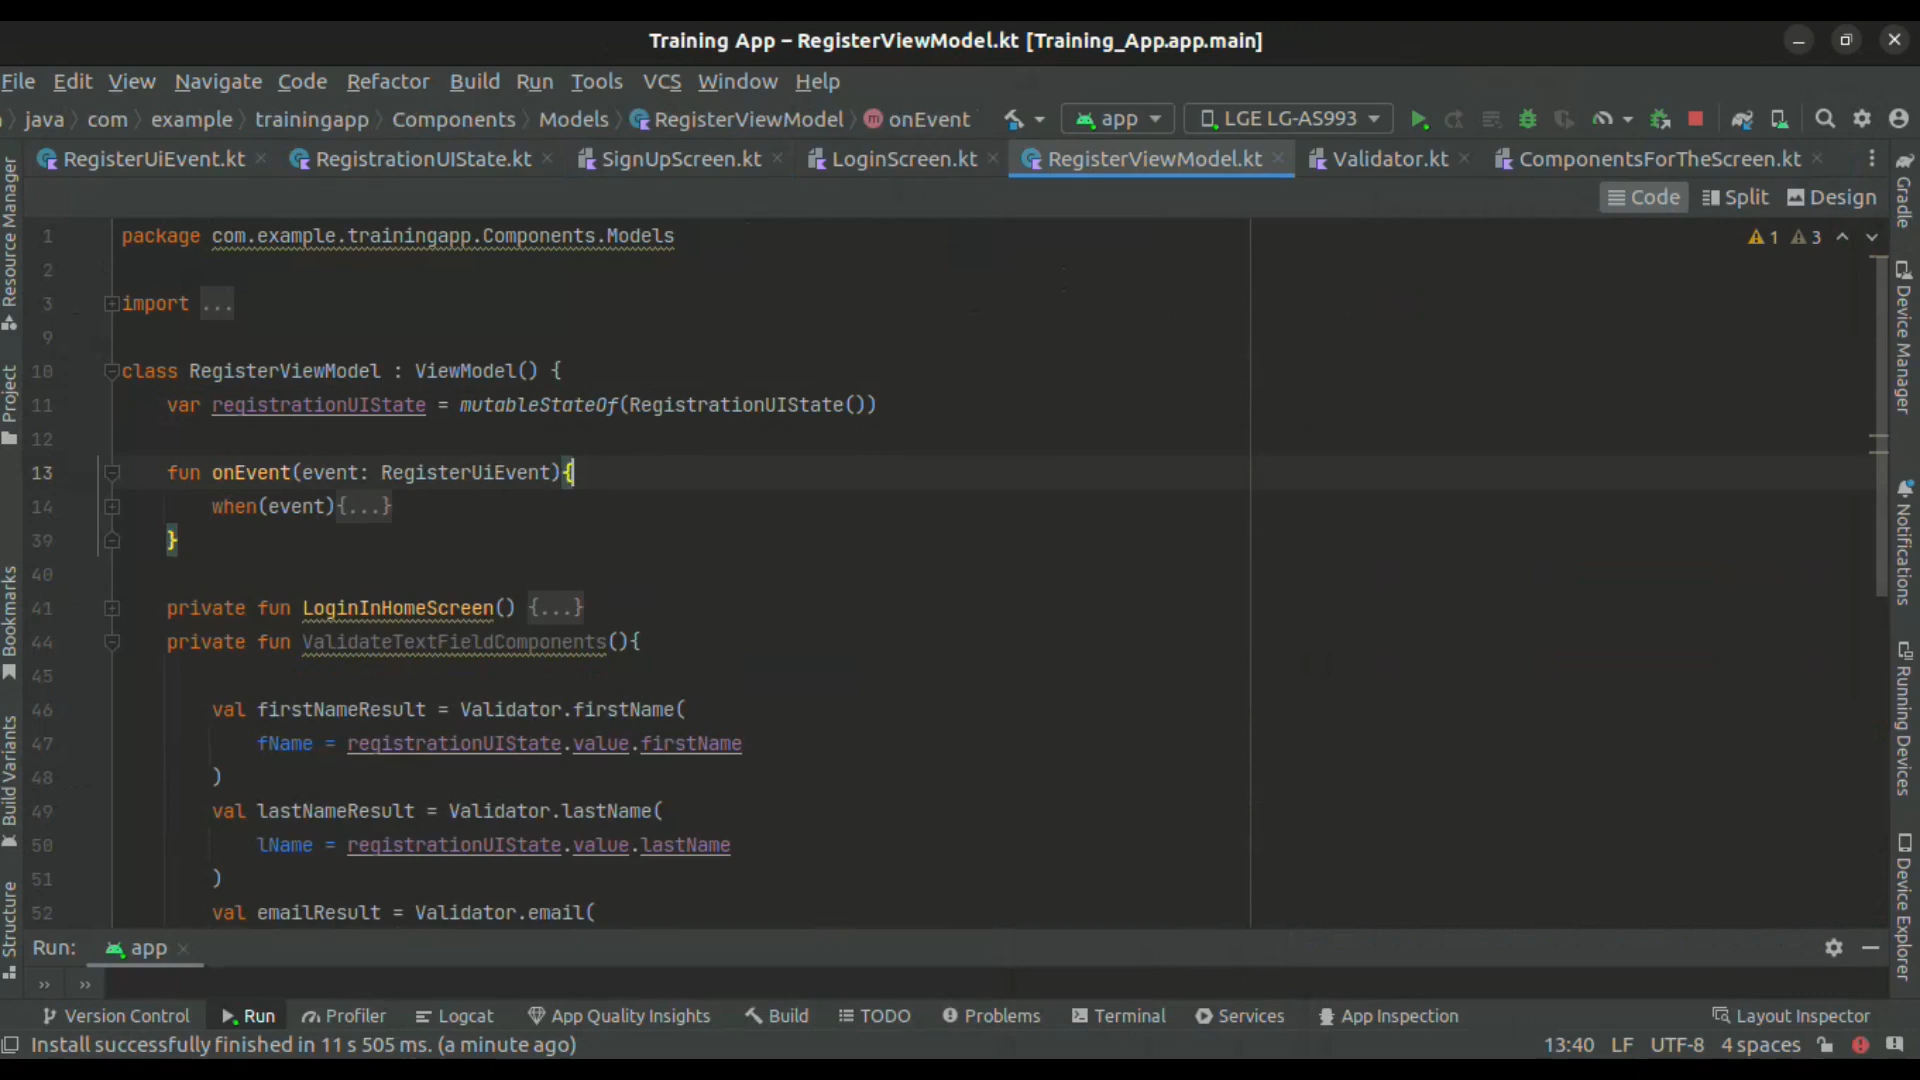 Training App – RegisterViewModel.kt [Training_App.app.main]
File Edit View Navigate Code Refactor Build Run Tools VCS Window Help
java com example trainingapp Components Models RegisterViewModel onEvent app LGE LG-AS993
RegisterUiEvent.kt RegistrationUIState.kt SignUpScreen.kt LoginScreen.kt RegisterViewModel.kt Validator.kt ComponentsForTheScreen.kt
Code Split Design
1 package com.example.trainingapp.Components.Models
1 3
2
3 import ...
9
10 class RegisterViewModel : ViewModel() {
11 var registrationUIState = mutableStateOf(RegistrationUIState())
12
13 fun onEvent(event: RegisterUiEvent){
14 when(event){...}
39 }
40
41 private fun LoginInHomeScreen() {...}
44 private fun ValidateTextFieldComponents(){
45
46 val firstNameResult = Validator.firstName(
47 fName = registrationUIState.value.firstName
48 )
49 val lastNameResult = Validator.lastName(
50 lName = registrationUIState.value.lastName
51 )
52 val emailResult = Validator.email(
Resource Manager
Project
Bookmarks
Build Variants
Structure
Gradle
Device Manager
Notifications
Running Devices
Device Explorer
Run: app
Version Control Run Profiler Logcat App Quality Insights Build TODO Problems Terminal Services App Inspection Layout Inspector
Install successfully finished in 11 s 505 ms. (a minute ago) 13:40 LF UTF-8 4 spaces